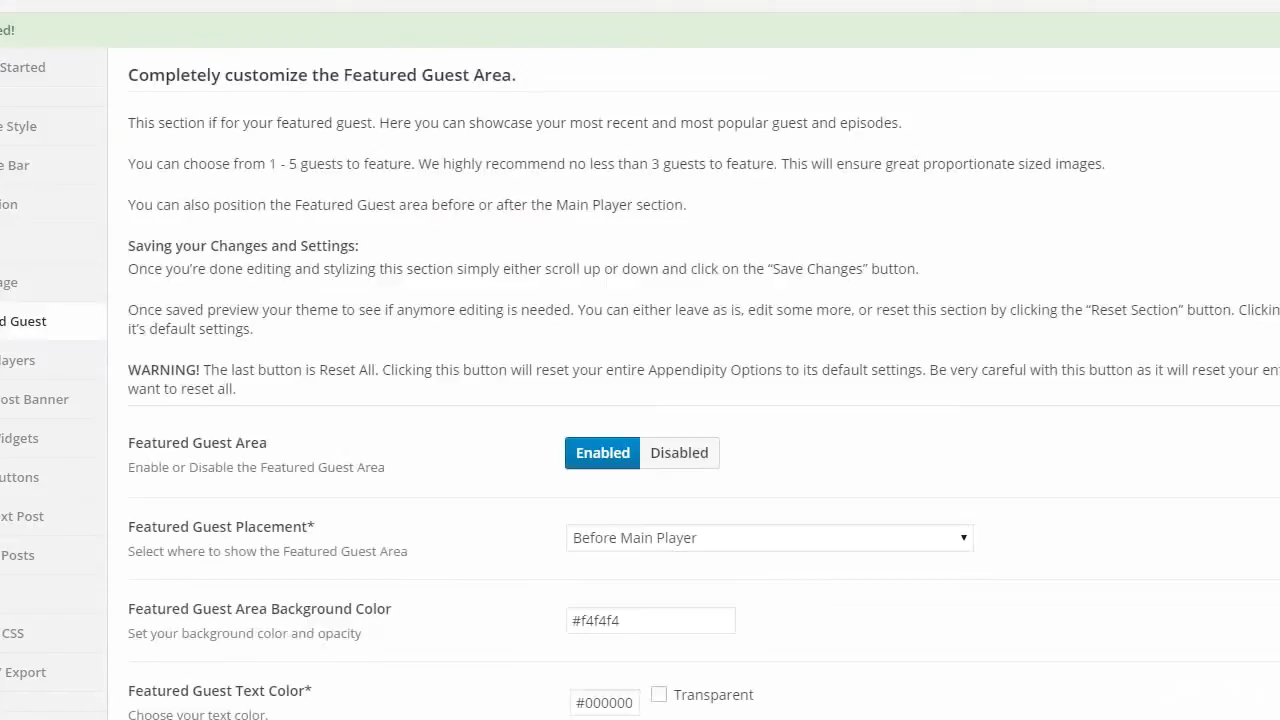 ed!
Started
e Style
e Bar
ion
age
d Guest
layers
ost Banner
idgets
uttons
xt Post
Posts
CSS
/ Export
Completely customize the Featured Guest Area.
This section if for your featured guest. Here you can showcase your most recent and most popular guest and episodes.
You can choose from 1 - 5 guests to feature. We highly recommend no less than 3 guests to feature. This will ensure great proportionate sized images.
You can also position the Featured Guest area before or after the Main Player section.
Saving your Changes and Settings:
Once you’re done editing and stylizing this section simply either scroll up or down and click on the “Save Changes” button.
Once saved preview your theme to see if anymore editing is needed. You can either leave as is, edit some more, or reset this section by clicking the “Reset Section” button. Clickin
it’s default settings.
WARNING! The last button is Reset All. Clicking this button will reset your entire Appendipity Options to its default settings. Be very careful with this button as it will reset your en
want to reset all.
Featured Guest Area
Enable or Disable the Featured Guest Area
Enabled Disabled
Featured Guest Placement*
Select where to show the Featured Guest Area
Before Main Player
Featured Guest Area Background Color
Set your background color and opacity
#f4f4f4
Featured Guest Text Color*
Choose your text color.
#000000 Transparent